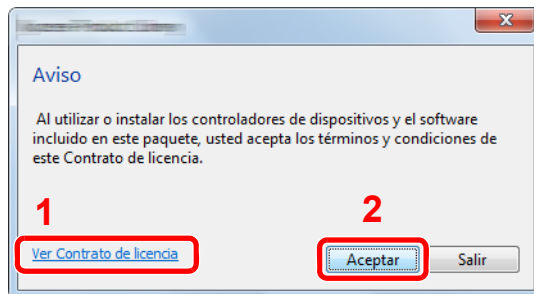 Aviso
Al utilizar o instalar los controladores de dispositivos y el software
incluido en este paquete, usted acepta los términos y condiciones de
este Contrato de licencia.
1
2
Ver Contrato de licencia
Aceptar
Salir